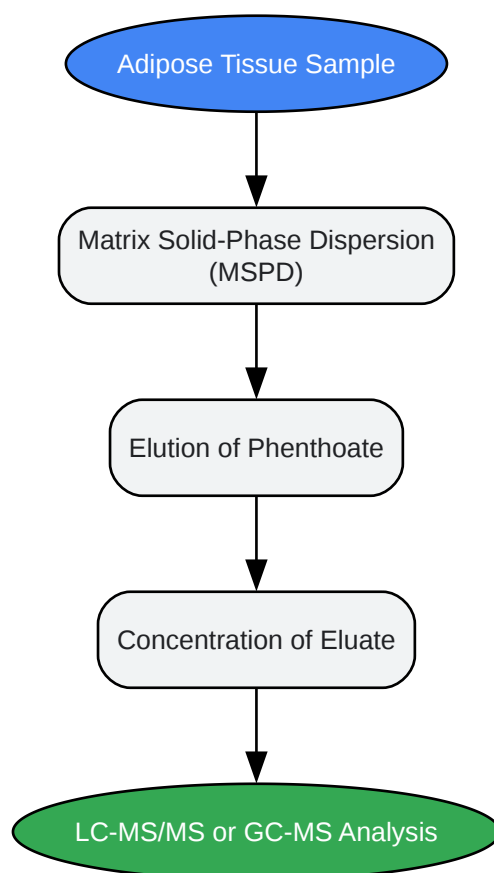 Adipose Tissue Sample
Matrix Solid-Phase Dispersion
(MSPD)
Elution of Phenthoate
Concentration of Eluate
LC-MS/MS or GC-MS Analysis